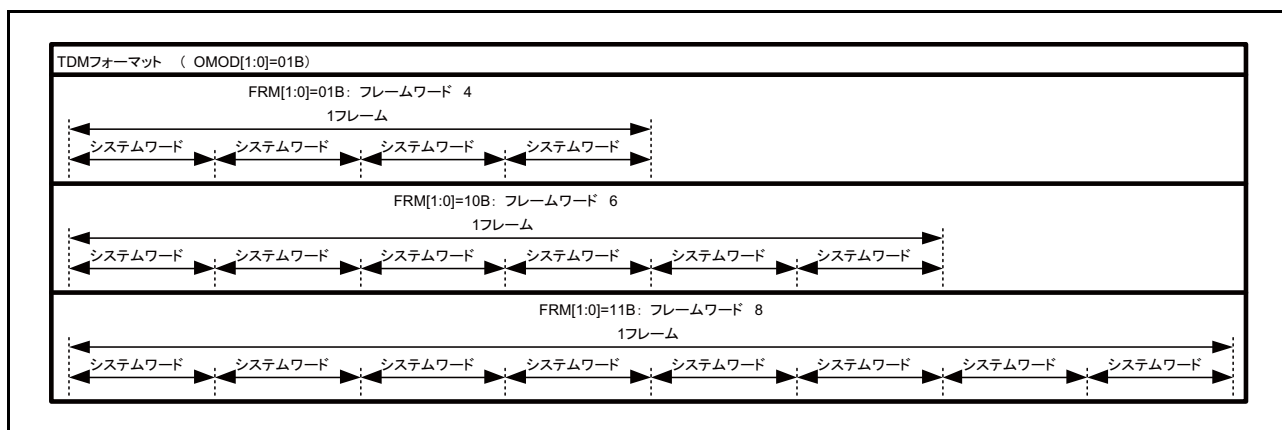 TDMフォーマット （ OMOD[1:0]=01B）
FRM[1:0]=01B： フレームワード 4
1フレーム
システムワード システムワード システムワード システムワード
FRM[1:0]=10B： フレームワード 6
1フレーム
システムワード システムワード システムワード システムワード システムワード システムワード
FRM[1:0]=11B： フレームワード 8
1フレーム
システムワード システムワード システムワード システムワード システムワード システムワード システムワード システムワード